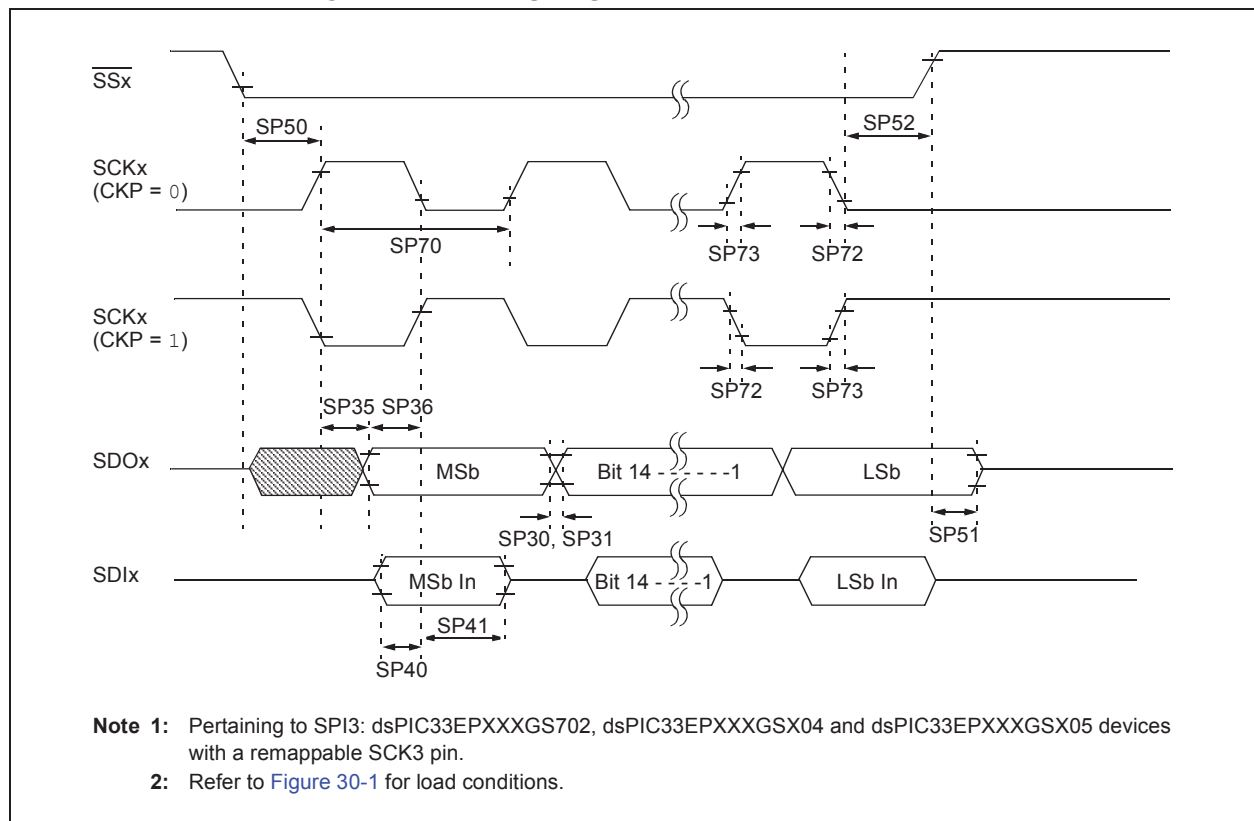 SSx
SP50
SP52
SCKx
(CKP = 0)
SP70
SP73
SP72
SCKx
(CKP = 1)
SP72
SP73
SP35
SP36
SDOx
MSb
Bit 14 - - - - - -1
LSb
SP30, SP31
SP51
SDIx
MSb In
Bit 14 - - - -1
LSb In
SP41
SP40
Note 1: Pertaining to SPI3: dsPIC33EPXXXGS702, dsPIC33EPXXXGSX04 and dsPIC33EPXXXGSX05 devices
with a remappable SCK3 pin.
2: Refer to Figure 30-1 for load conditions.